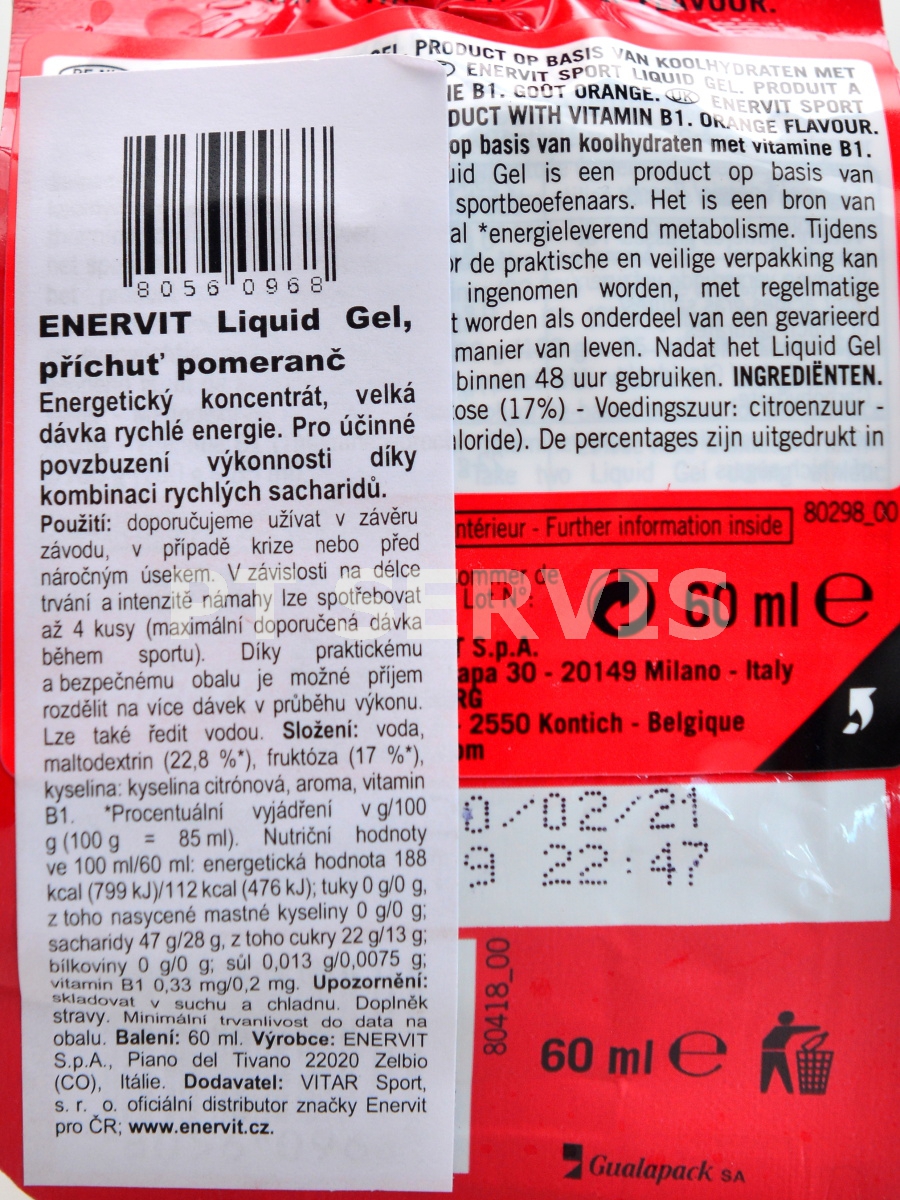 FLAVOUR.
GEL. PRODUCT OP BASIS VAN KOOLHYDRATEN MET
ENERVIT SPORT LIQUID GEL. PRODUIT A
B1. GOÛT ORANGE. UK ENERVIT SPORT
DUCT WITH VITAMIN B1. ORANGE FLAVOUR.
op basis van koolhydraten met vitamine B1.
uid Gel is een product op basis van
sportbeoefenaars. Het is een bron van
al *energieleverend metabolisme. Tijdens
r de praktische en veilige verpakking kan
ingenomen worden, met regelmatige
t worden als onderdeel van een gevarieerd
manier van leven. Nadat het Liquid Gel
binnen 48 uur gebruiken. INGREDIËNTEN.
ose (17%) - Voedingszuur: citroenzuur -
loride). De percentages zijn uitgedrukt in
8056 0968
ENERVIT Liquid Gel,
příchuť pomeranč
Energetický koncentrát, velká
dávka rychlé energie. Pro účinné
povzbuzení výkonnosti díky
kombinaci rychlých sacharidů.
Použití: doporučujeme užívat v závěru
závodu, v případě krize nebo před
náročným úsekem. V závislosti na délce
trvání a intenzitě námahy lze spotřebovat
až 4 kusy (maximální doporučená dávka
během sportu). Díky praktickému
a bezpečnému obalu je možné příjem
rozdělit na více dávek v průběhu výkonu.
Lze také ředit vodou. Složení: voda,
maltodextrin (22,8 %*), fruktóza (17 %*),
kyselina: kyselina citrónová, aroma, vitamin
B1. *Procentuální vyjádření v g/100
g (100 g = 85 ml). Nutriční hodnoty
ve 100 ml/60 ml: energetická hodnota 188
kcal (799 kJ)/112 kcal (476 kJ); tuky 0 g/0 g,
z toho nasycené mastné kyseliny 0 g/0 g;
sacharidy 47 g/28 g, z toho cukry 22 g/13 g;
bílkoviny 0 g/0 g; sůl 0,013 g/0,0075 g;
vitamin B1 0,33 mg/0,2 mg. Upozornění:
skladovat v suchu a chladnu. Doplněk
stravy. Minimální trvanlivost do data na
obalu. Balení: 60 ml. Výrobce: ENERVIT
S.p.A., Piano del Tivano 22020 Zelbio
(CO), Itálie. Dodavatel: VITAR Sport,
s. r. o. oficiální distributor značky Enervit
pro ČR; www.enervit.cz.
ntérieur - Further information inside
80298_00
ommer de
Lot N°:
60 ml e
S.p.A.
apa 30 - 20149 Milano - Italy
RG
2550 Kontich - Belgique
om
PT SERVIS
0/02/21
9 22:47
80418_00
60 ml e
Gualapack SA